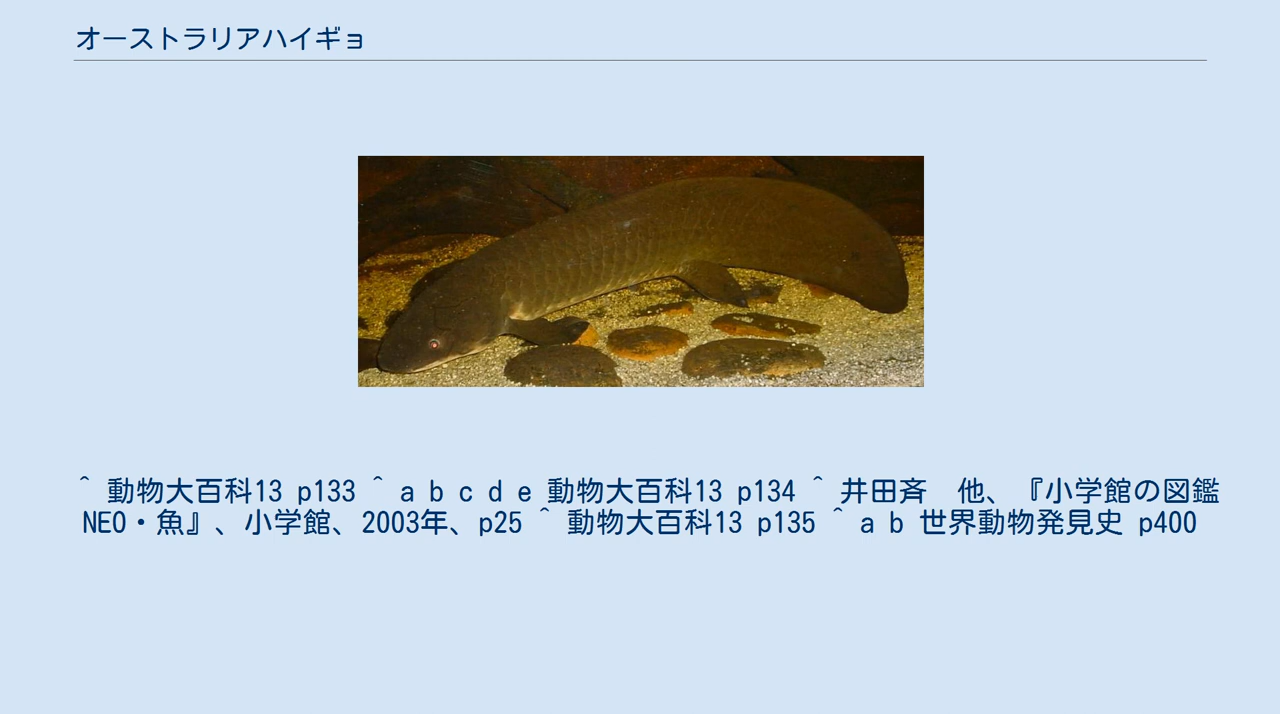 オーストラリアハイギョ
^ 動物大百科13 p133 ^ a b c d e 動物大百科13 p134 ^ 井田斉　他、『小学館の図鑑
NEO・魚』、小学館、2003年、p25 ^ 動物大百科13 p135 ^ a b 世界動物発見史 p400